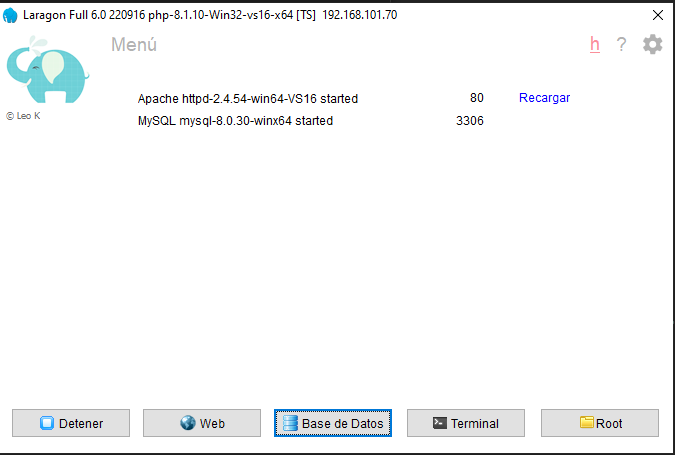 Laragon Full 6.0 220916 php-8.1.10-Win32-vs16-x64 [TS] 192.168.101.70
Menú h ?
© Leo K
Apache httpd-2.4.54-win64-VS16 started 80 Recargar
MySQL mysql-8.0.30-winx64 started 3306
Detener Web Base de Datos Terminal Root